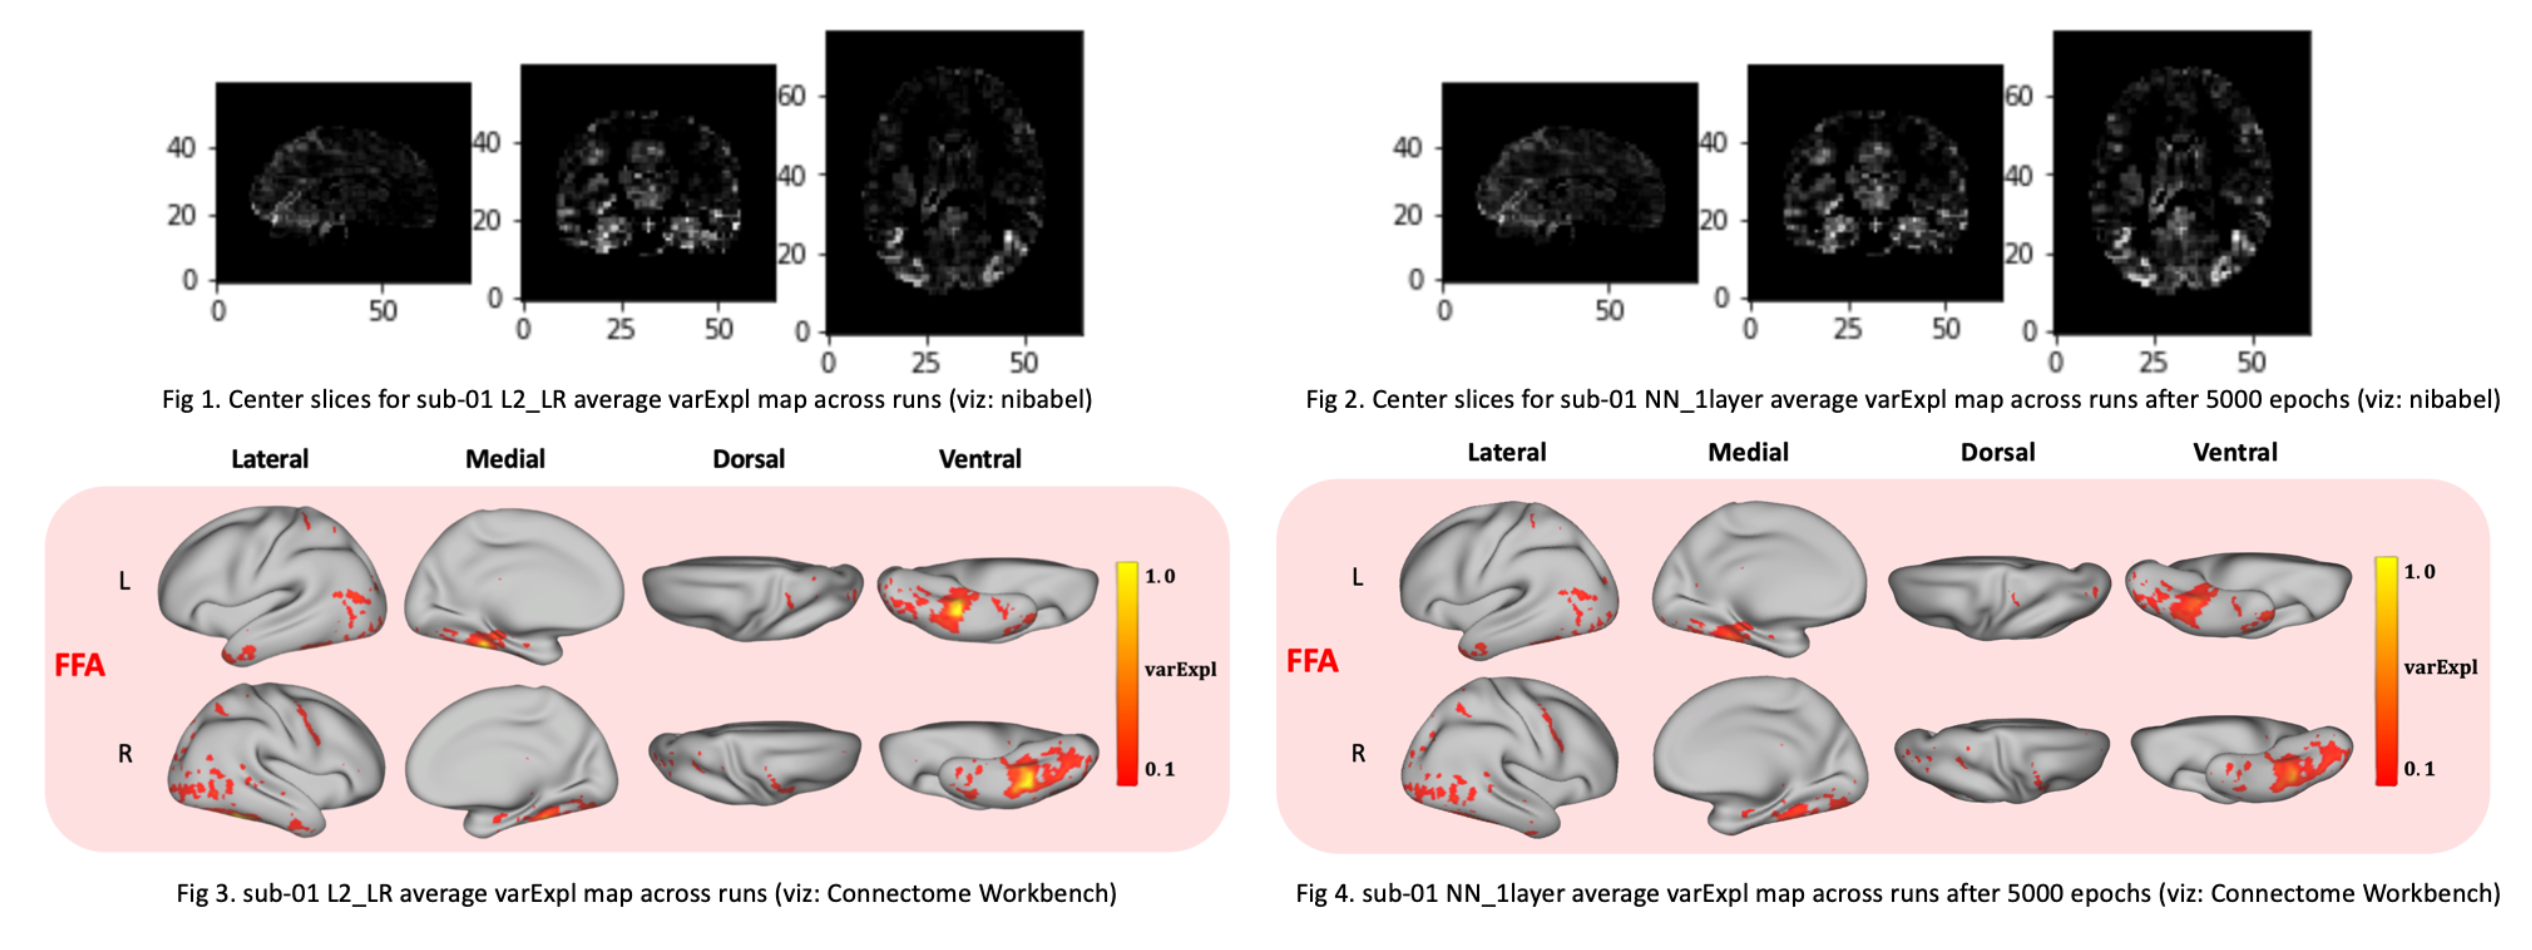 40
20
0
0
50
40
20
0
0
25
50
60
40
20
0
0
25
50
Fig 1. Center slices for sub-01 L2_LR average varExpl map across runs (viz: nibabel)
40
20
0
0
50
40
20
0
0
25
50
60
40
20
0
0
25
50
Fig 2. Center slices for sub-01 NN_1layer average varExpl map across runs after 5000 epochs (viz: nibabel)
Lateral Medial Dorsal Ventral
L
FFA
R
1.0
varExpl
0.1
Fig 3. sub-01 L2_LR average varExpl map across runs (viz: Connectome Workbench)
Lateral Medial Dorsal Ventral
L
FFA
R
1.0
varExpl
0.1
Fig 4. sub-01 NN_1layer average varExpl map across runs after 5000 epochs (viz: Connectome Workbench)